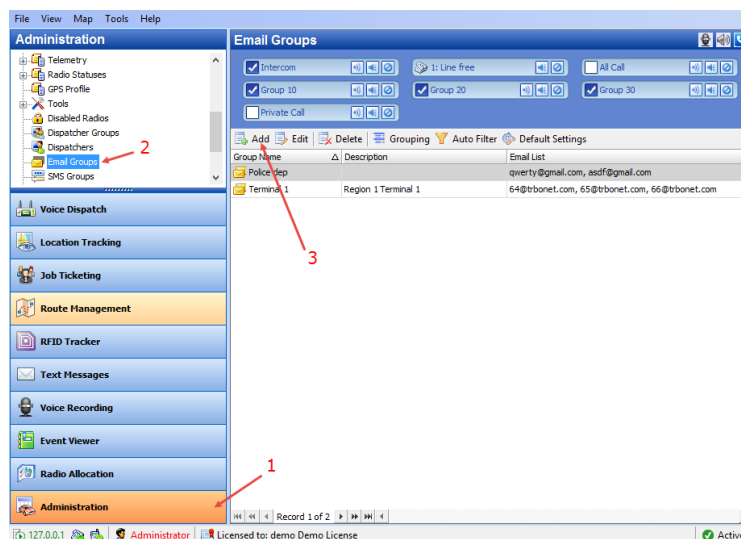 File View Map Tools Help
Administration
Email Groups
Telemetry
Radio Statuses
GPS Profile
Tools
Disabled Radios
Dispatcher Groups
Dispatchers
Email Groups
SMS Groups
2
Intercom
1: Line free
All Call
Group 10
Group 20
Group 30
Private Call
Add Edit Delete Grouping Auto Filter Default Settings
Group Name Description Email List
Police dep qwerty@gmail.com, asdf@gmail.com
Terminal 1 Region 1 Terminal 1 64@trbonet.com, 65@trbonet.com, 66@trbonet.com
3
Voice Dispatch
Location Tracking
Job Ticketing
Route Management
RFID Tracker
Text Messages
Voice Recording
Event Viewer
Radio Allocation
Administration
1
Record 1 of 2
127.0.0.1 Administrator Licensed to: demo Demo License Active